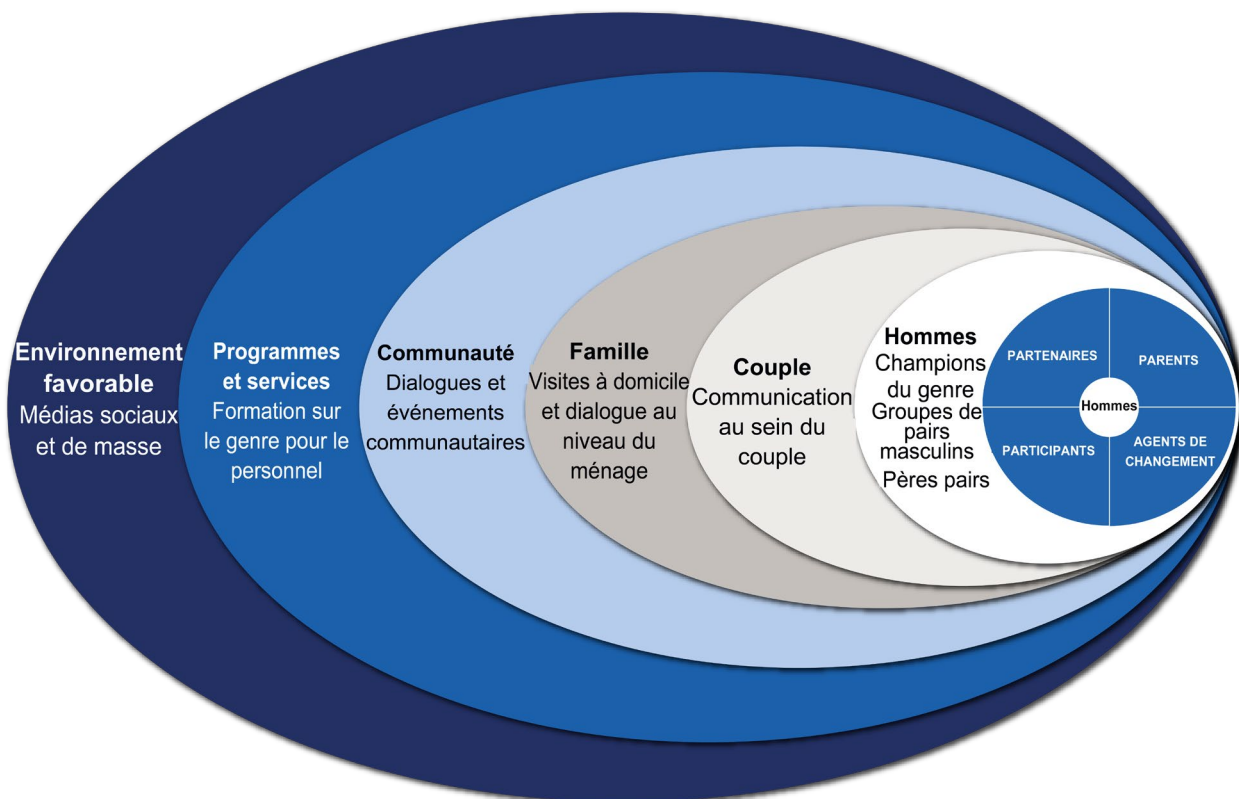 Environnement
favorable
Médias sociaux
et de masse
Programmes
et services
Formation sur
le genre pour le
personnel
Communauté
Dialogues et
événements
communautaires
Famille
Visites à domicile
et dialogue au
niveau du
ménage
Couple
Communication
au sein du
couple
Hommes
Champions
du genre
Groupes de
pairs
masculins
Pères pairs
PARTENAIRES
PARENTS
Hommes
PARTICIPANTS
AGENTS DE
CHANGEMENT